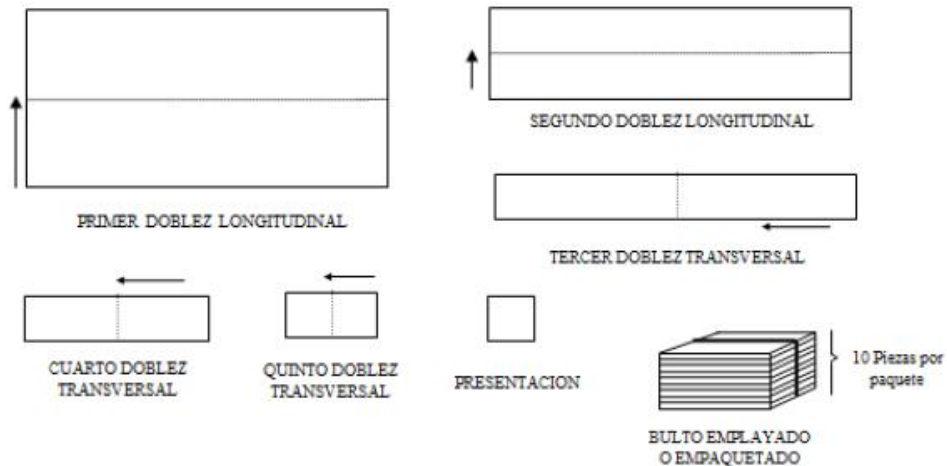 PRIMER DOBLEZ LONGITUDINAL
SEGUNDO DOBLEZ LONGITUDINAL
TERCER DOBLEZ TRANSVERSAL
CUARTO DOBLEZ
TRANSVERSAL
QUINTO DOBLEZ
TRANSVERSAL
PRESENTACION
10 Piezas por
paquete
BULTO EMPLAYADO
O EMPAQUETADO